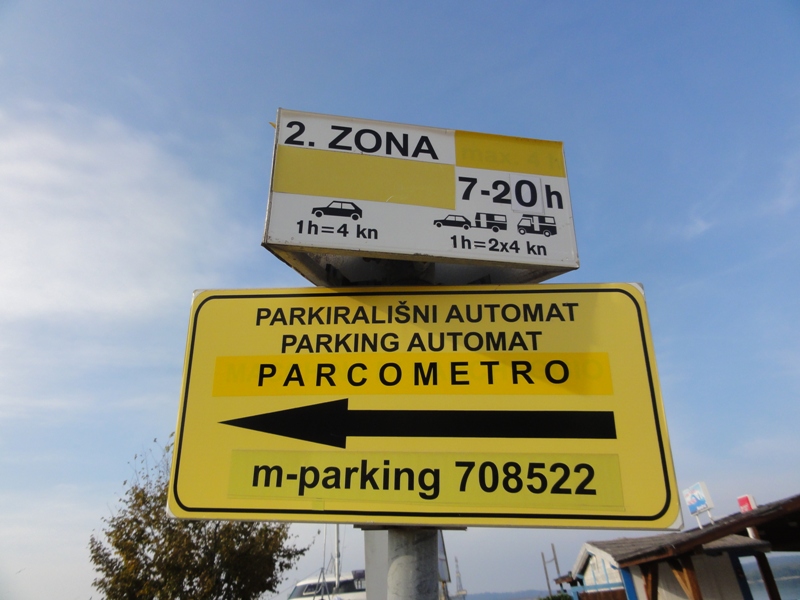 2. ZONA
7-20 h
1h=4 kn
1h=2x4 kn
PARKIRALIŠNI AUTOMAT
PARKING AUTOMAT
PARCOMETRO
m-parking 708522